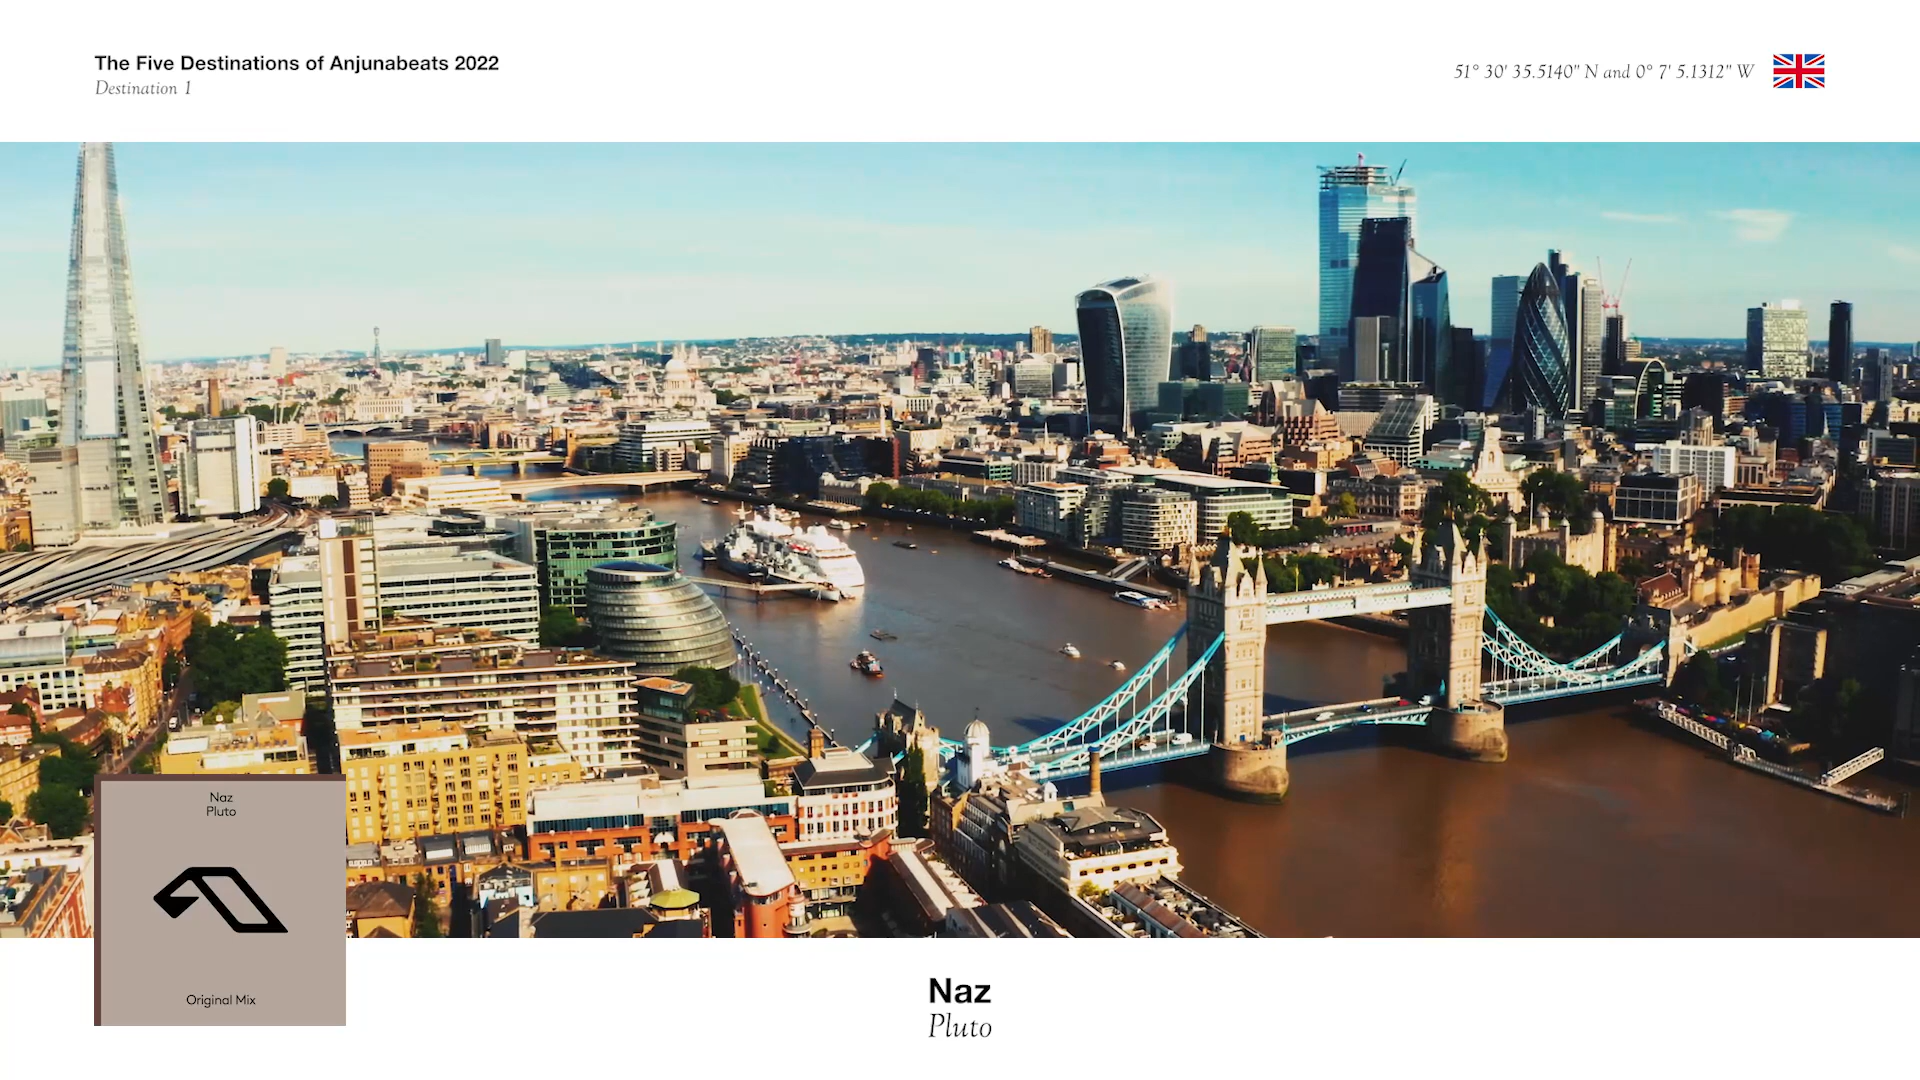 The Five Destinations of Anjunabeats 2022
Destination 1
51° 30' 35.5140" N and 0° 7' 5.1312" W
Naz
Pluto
Original Mix
Naz
Pluto